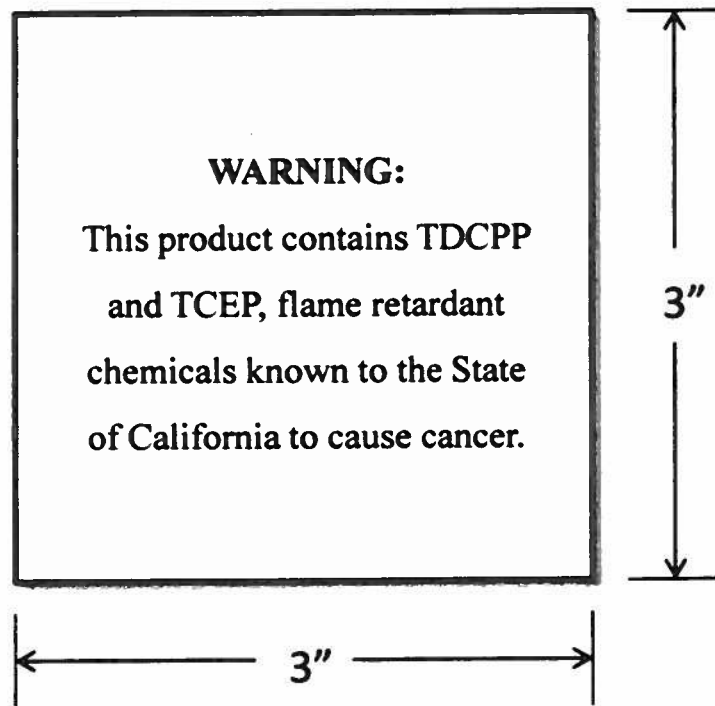 WARNING:
This product contains TDCPP
and TCEP, flame retardant
chemicals known to the State
of California to cause cancer.
3"
3"